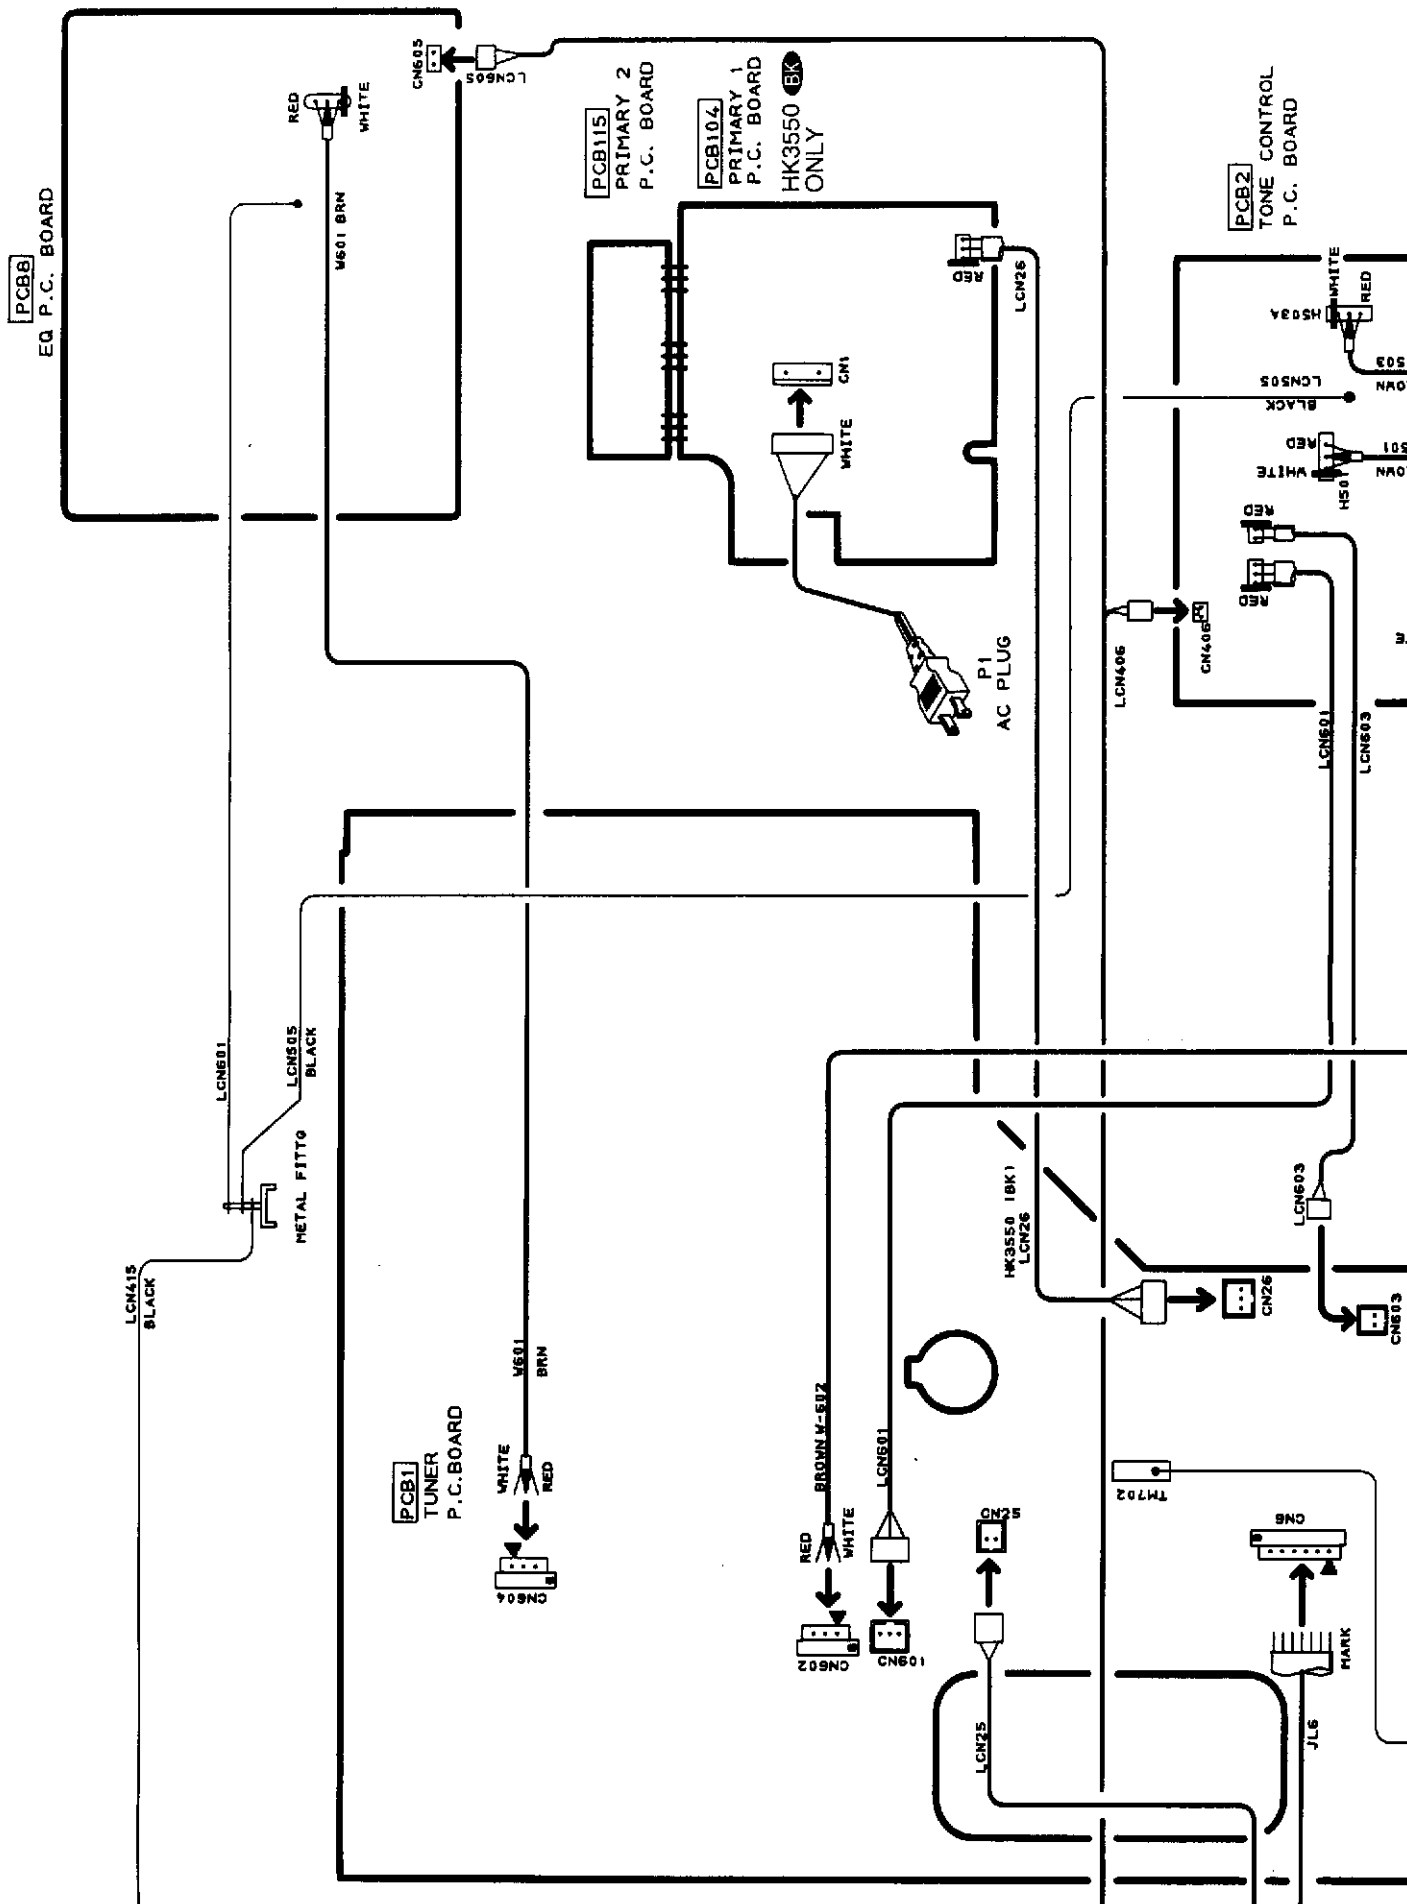 PCB8
EQ P.C. BOARD
RED
WHITE
W601 BRN
CN605
LCN605
PCB115
PRIMARY 2
P.C. BOARD
PCB104
PRIMARY 1
P.C. BOARD
HK3550 BK
ONLY
RED
LCN26
CN1
WHITE
P1
AC PLUG
PCB2
TONE CONTROL
P.C. BOARD
WHITE
RED
H503A
503
OWN
LCN505
BLACK
RED
WHITE
H501
501
OWN
RED
RED
LCN406
CN406
LCN601
LCN603
LCN601
LCN505
BLACK
METAL FITTG
LCN415
BLACK
W601
BRN
PCB1
TUNER
P.C.BOARD
WHITE
RED
CN604
BROWN W-602
RED
WHITE
CN602
LCN601
CN601
HK3550 (BK)
LCN26
CN26
LCN603
CN603
CN25
LCN25
TM702
CN6
MARK
JL6